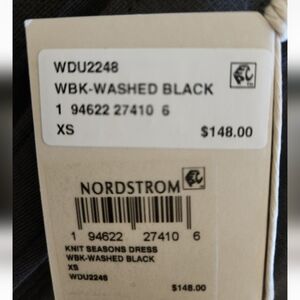 WDU2248
WBK-WASHED BLACK
1 94622 27410 6
XS $148.00
NORDSTROM
1 94622 27410 6
KNIT SEASONS DRESS
WBK-WASHED BLACK
XS
WDU2248
$148.00